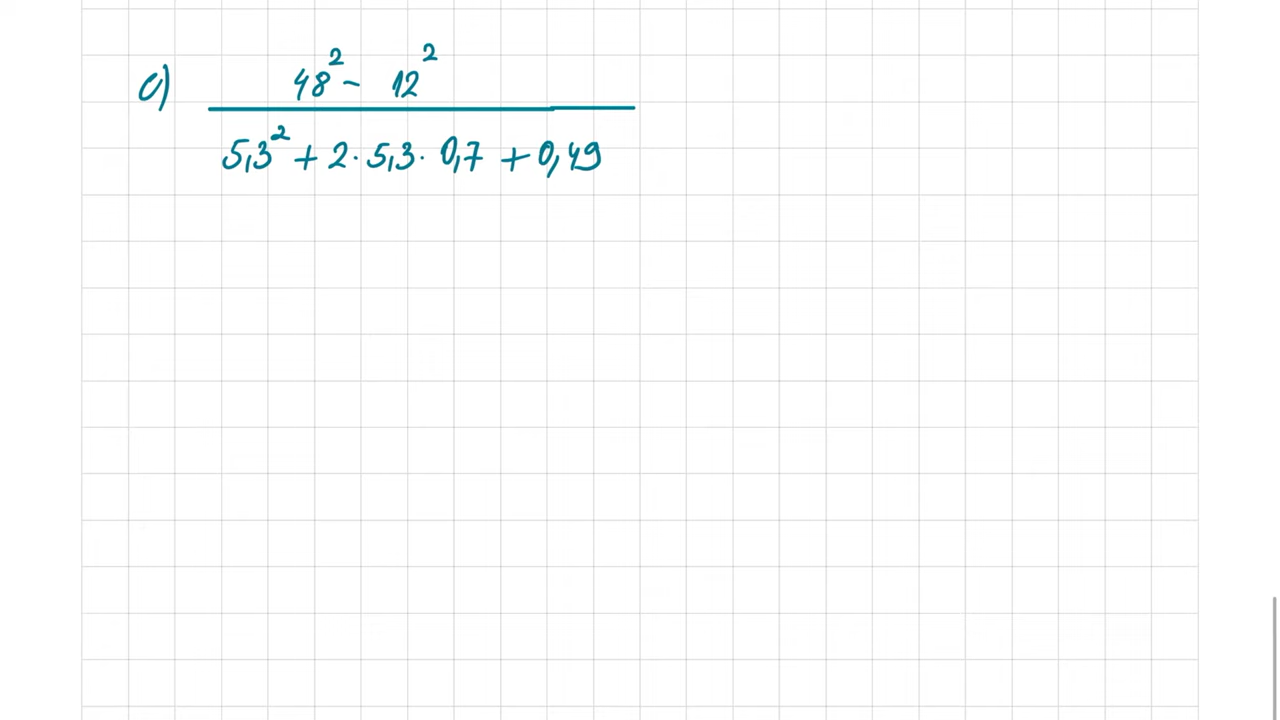 c) 48² - 12²
5,3² + 2 · 5,3 · 0,7 + 0,49